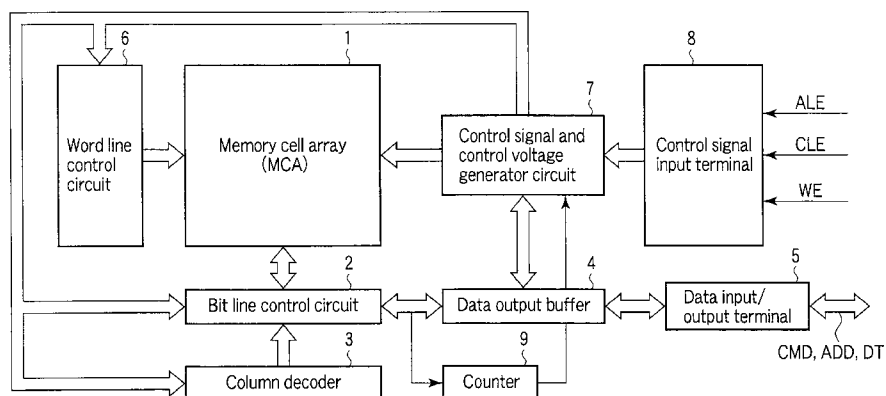 6
1
8
7
ALE
Word line
control
circuit
Memory cell array
(MCA)
Control signal and
control voltage
generator circuit
Control signal
input terminal
CLE
WE
2
4
5
Bit line control circuit
Data output buffer
Data input/
output terminal
3
9
CMD, ADD, DT
Column decoder
Counter